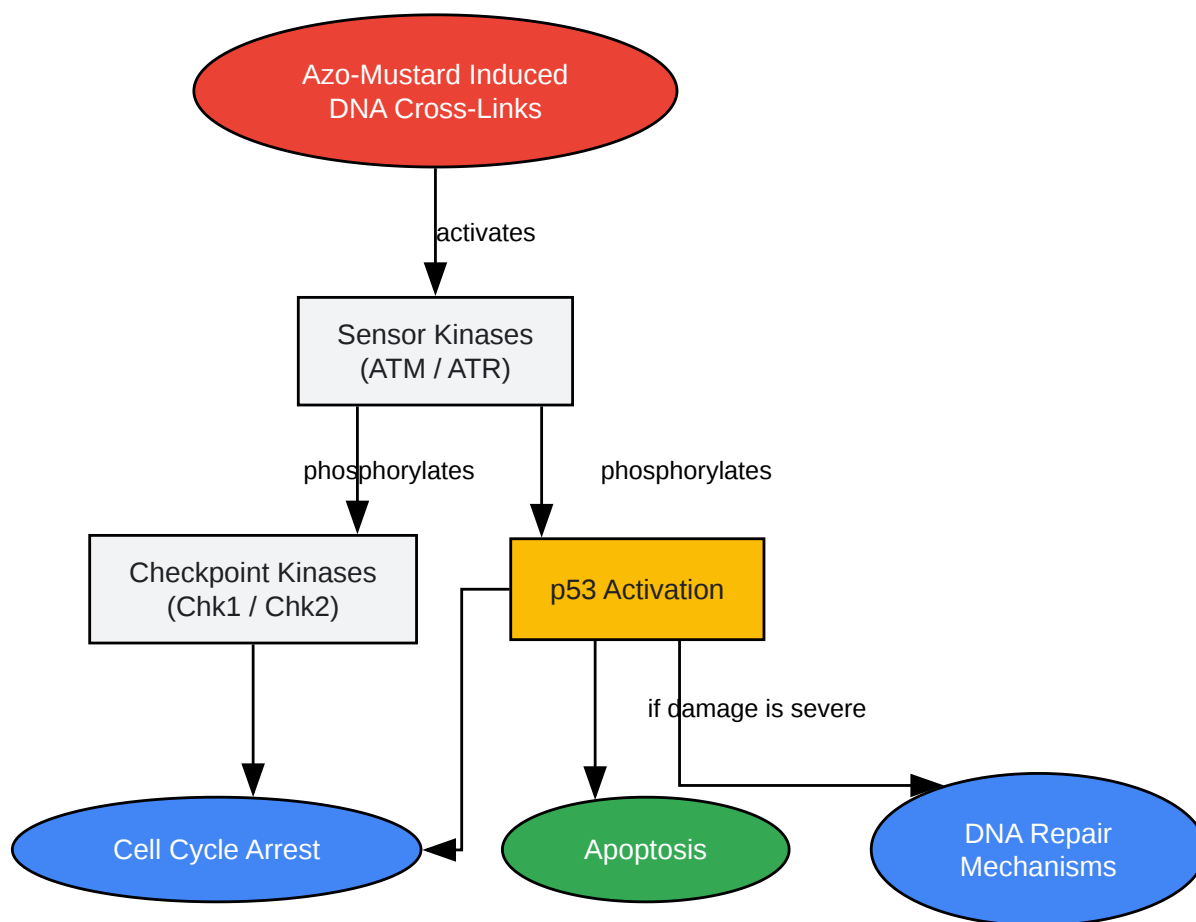 Azo-Mustard Induced
DNA Cross-Links
activates
Sensor Kinases
(ATM / ATR)
phosphorylates
phosphorylates
Checkpoint Kinases
(Chk1 / Chk2)
p53 Activation
if damage is severe
Cell Cycle Arrest
Apoptosis
DNA Repair
Mechanisms